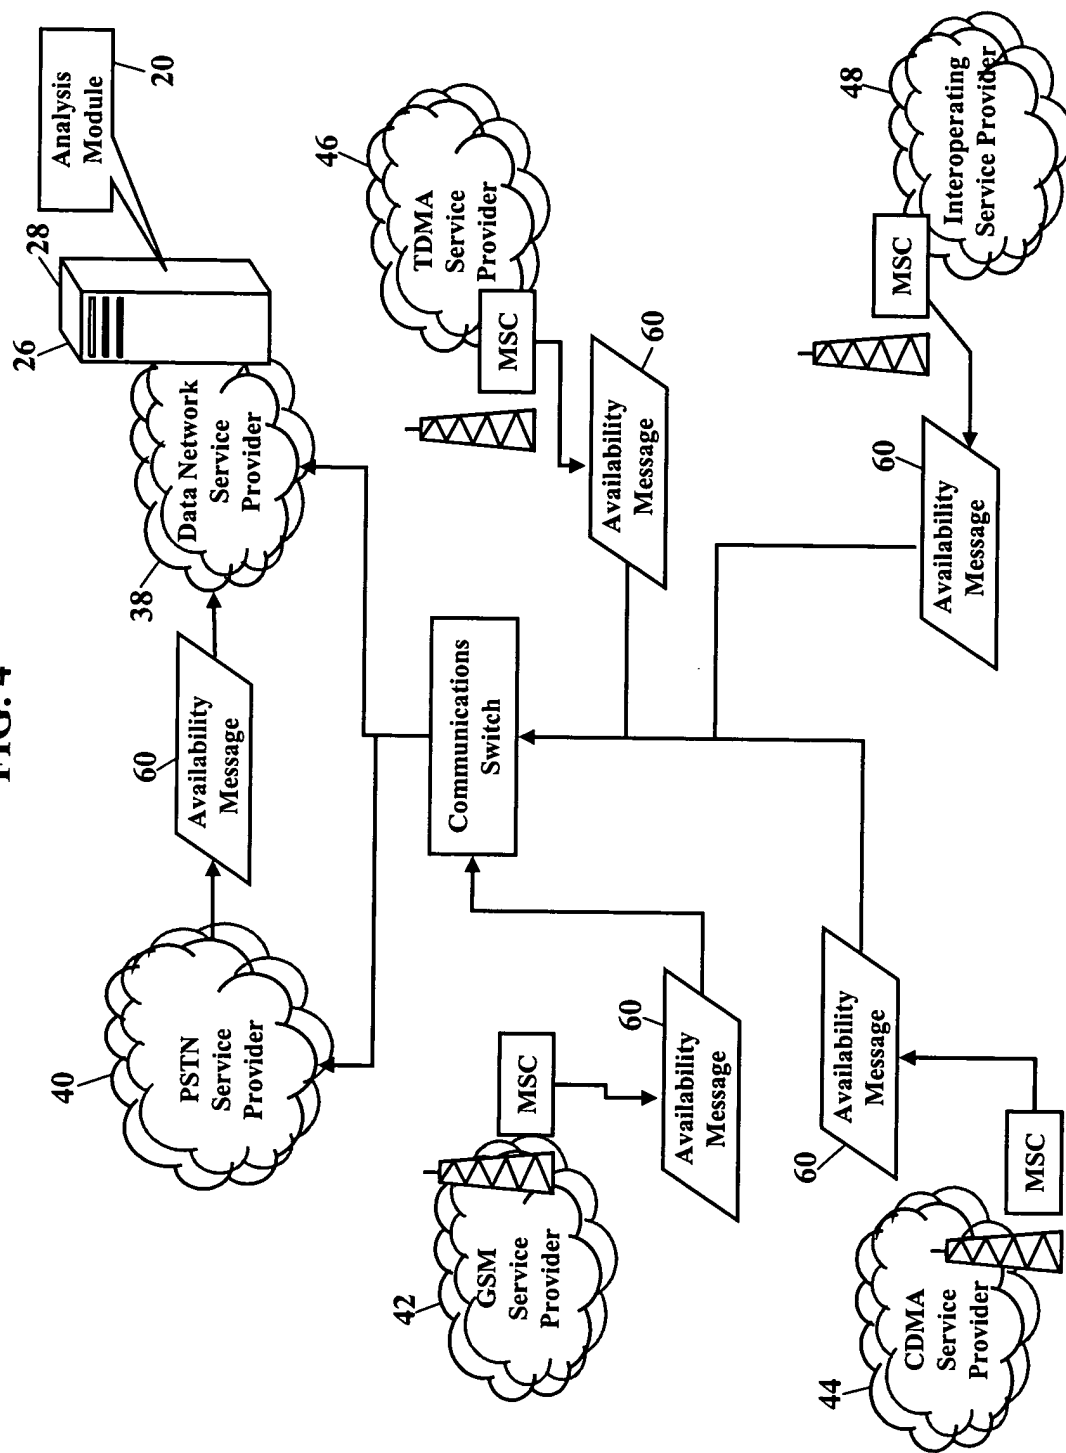 FIG. 4
Analysis
Module
20
28
26
Data Network
Service
Provider
38
60
Availability
Message
PSTN
Service
Provider
40
TDMA
Service
Provider
46
MSC
60
Availability
Message
Communications
Switch
GSM
Service
Provider
42
MSC
60
Availability
Message
Interoperating
Service Provider
48
MSC
60
Availability
Message
CDMA
Service
Provider
44
MSC
60
Availability
Message